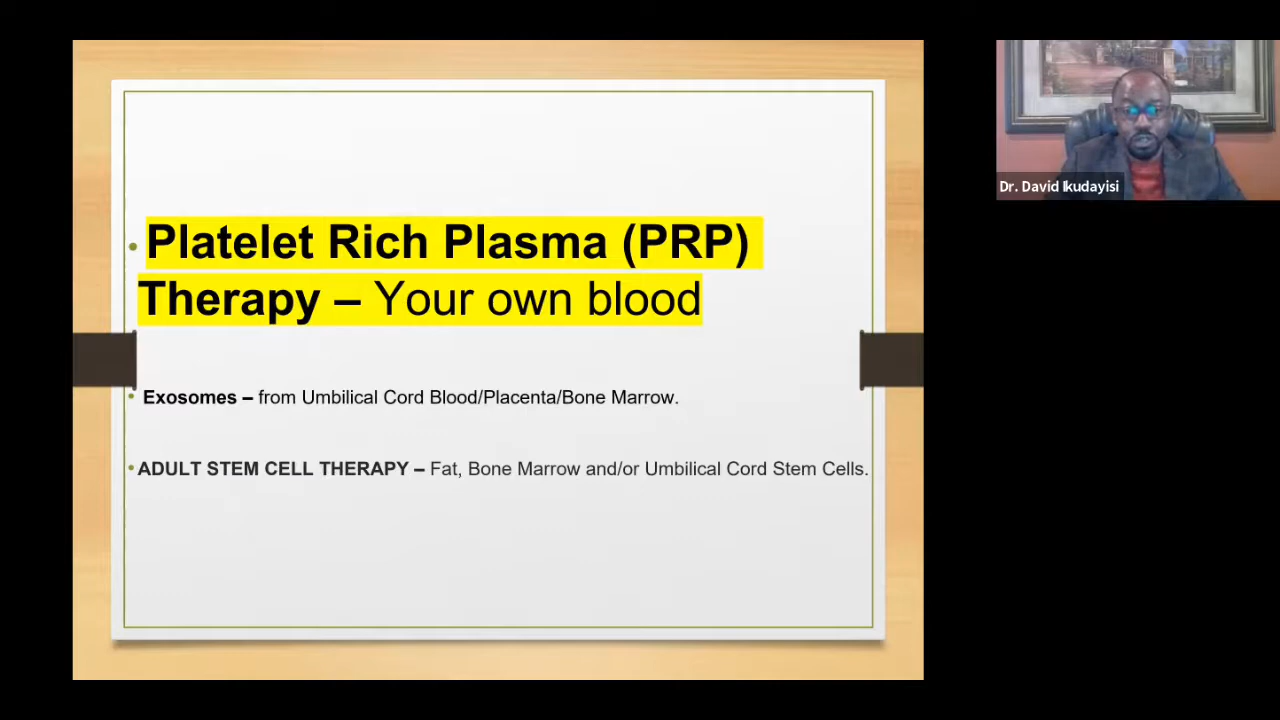 • Platelet Rich Plasma (PRP)
Therapy – Your own blood
• Exosomes – from Umbilical Cord Blood/Placenta/Bone Marrow.
• ADULT STEM CELL THERAPY – Fat, Bone Marrow and/or Umbilical Cord Stem Cells.
Dr. David Ikudayisi